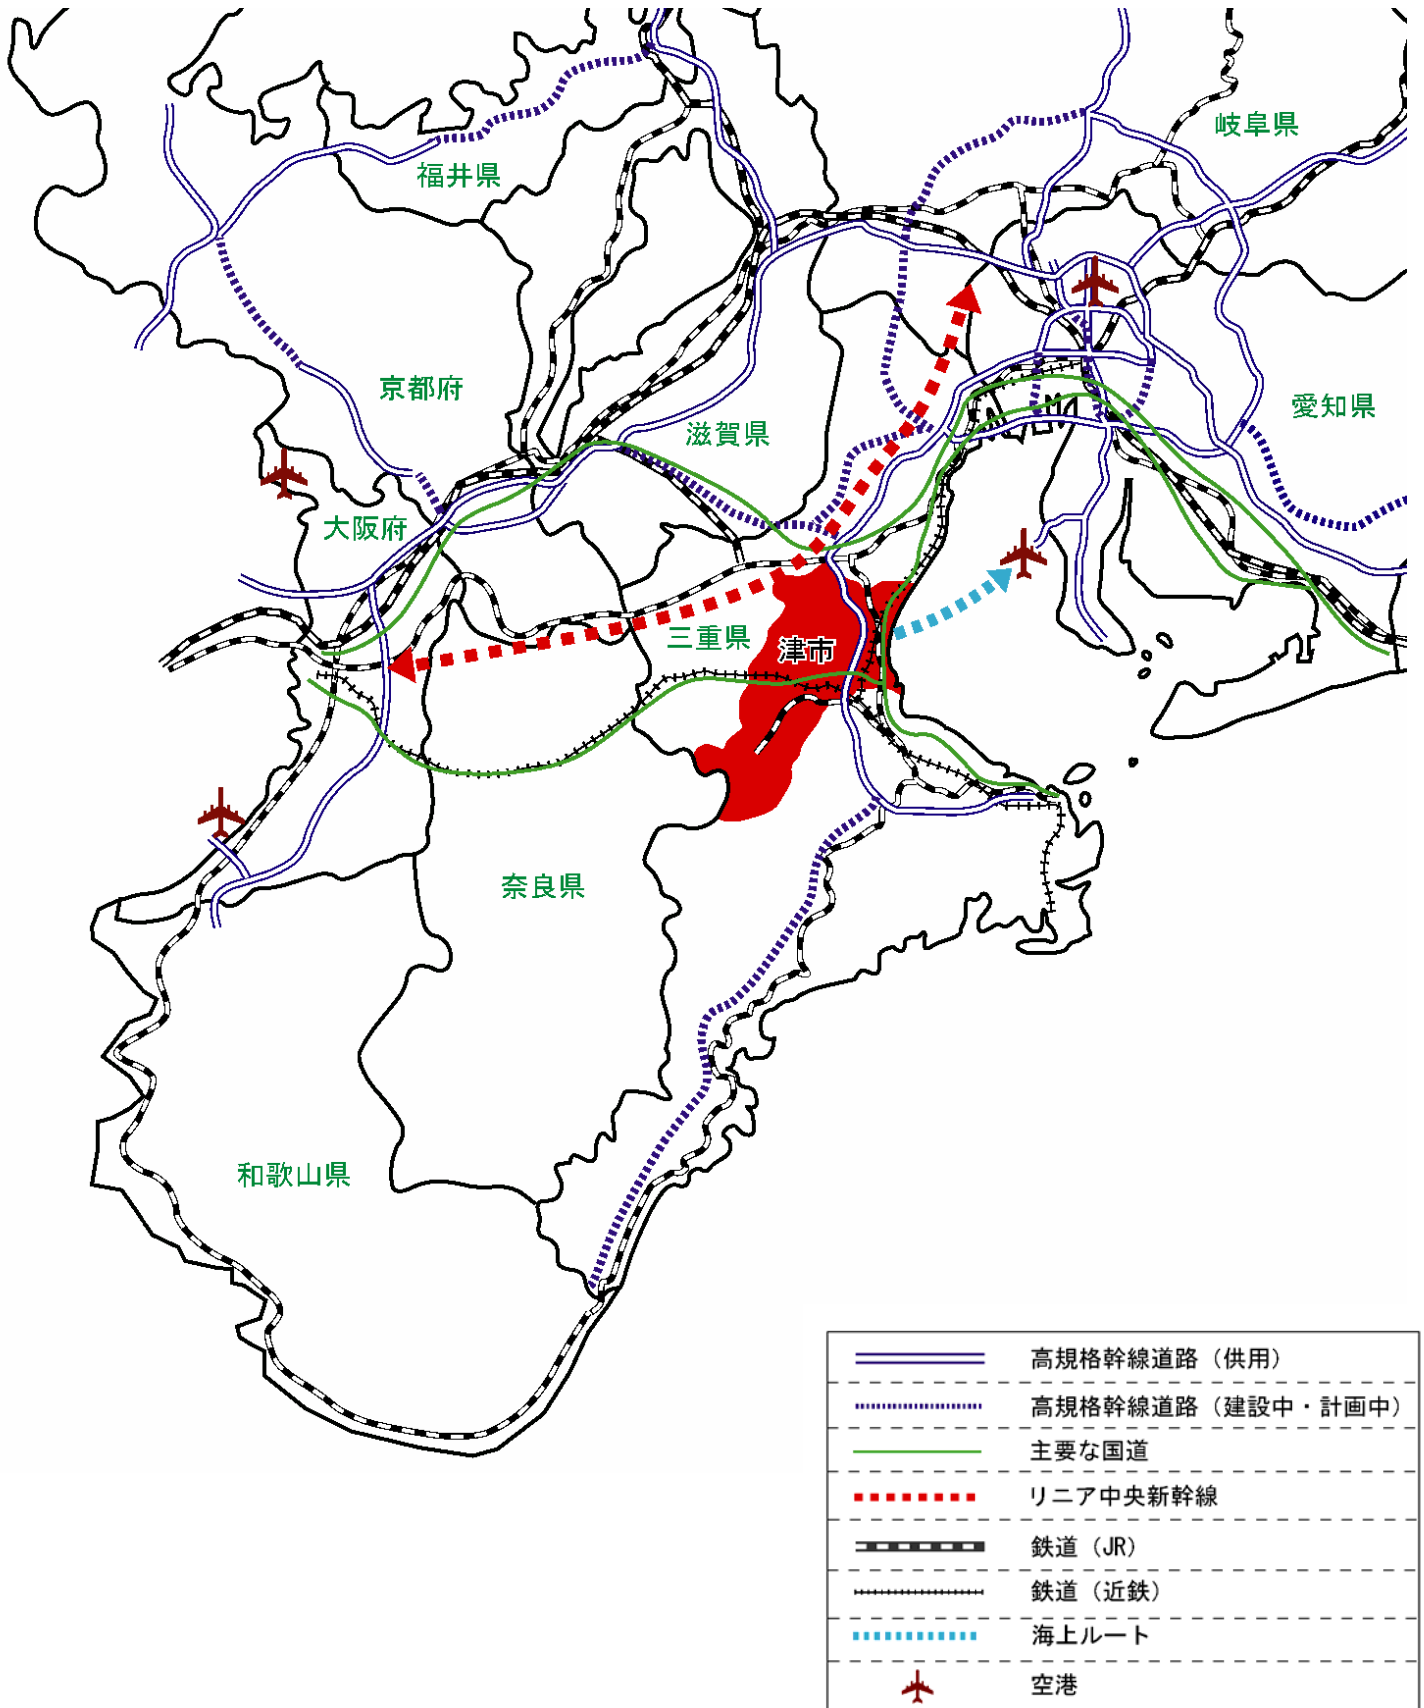 岐阜県
福井県
京都府
愛知県
滋賀県
大阪府
三重県
津市
奈良県
和歌山県
高規格幹線道路（供用）
高規格幹線道路（建設中・計画中）
主要な国道
リニア中央新幹線
鉄道（JR）
鉄道（近鉄）
海上ルート
空港